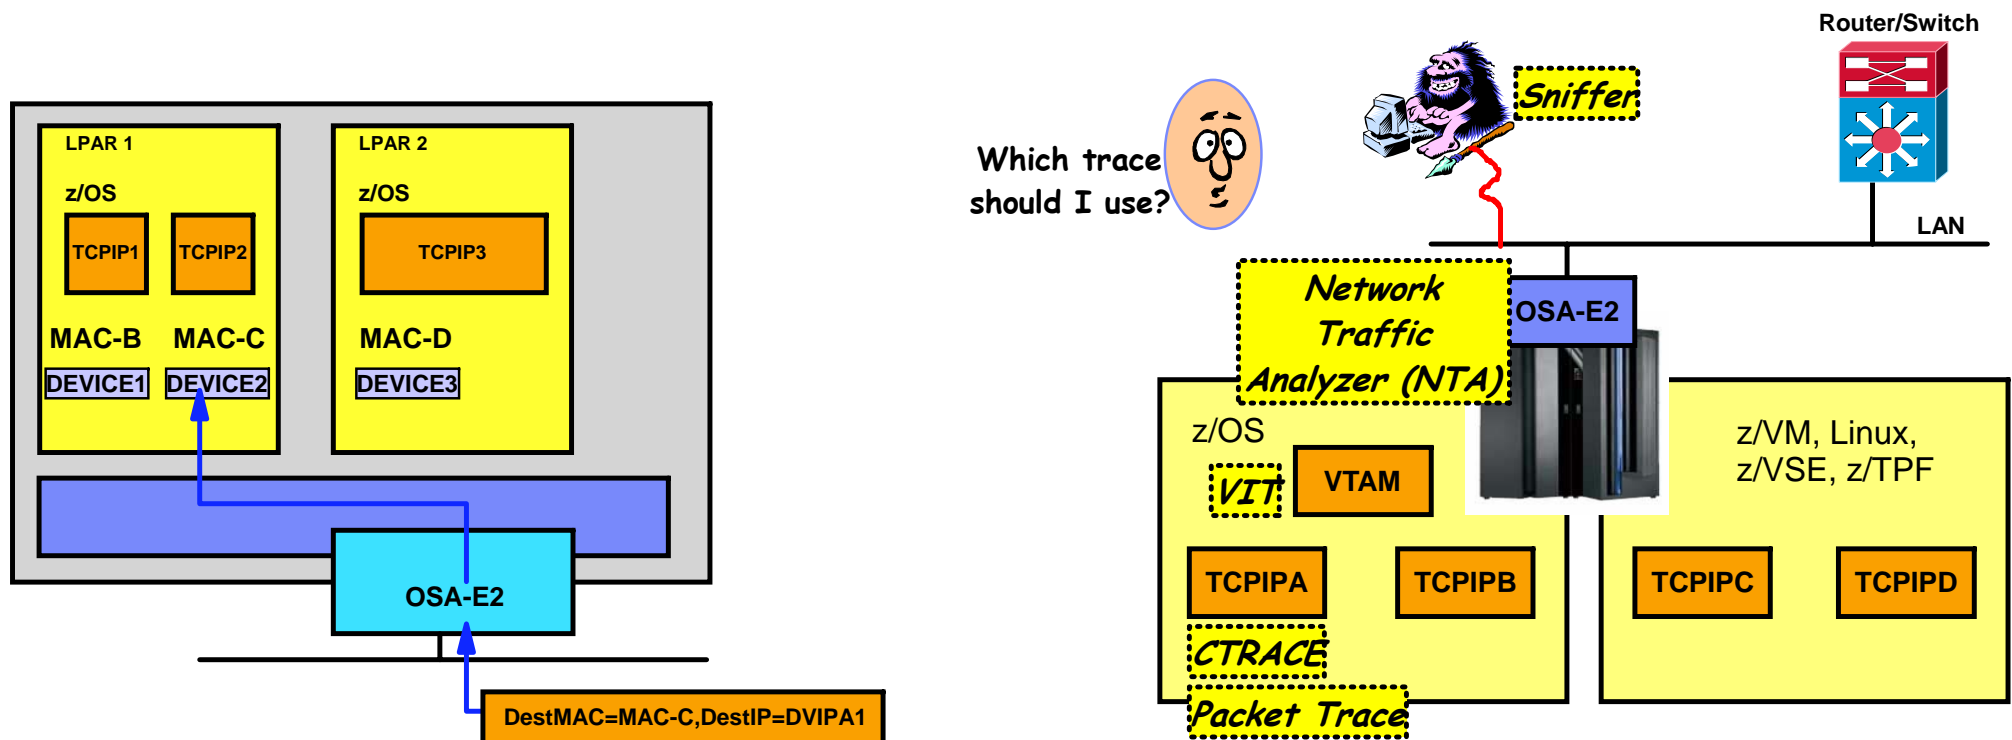 LPAR 1
z/OS
TCPIP1
TCPIP2
MAC-B
MAC-C
DEVICE1
DEVICE2
LPAR 2
z/OS
TCPIP3
MAC-D
DEVICE3
OSA-E2
DestMAC=MAC-C,DestIP=DVIPA1
Which trace
should I use?
Sniffer
Router/Switch
LAN
Network
Traffic
Analyzer (NTA)
OSA-E2
z/OS
VIT
VTAM
TCPIPA
TCPIPB
CTRACE
Packet Trace
z/VM, Linux,
z/VSE, z/TPF
TCPIPC
TCPIPD